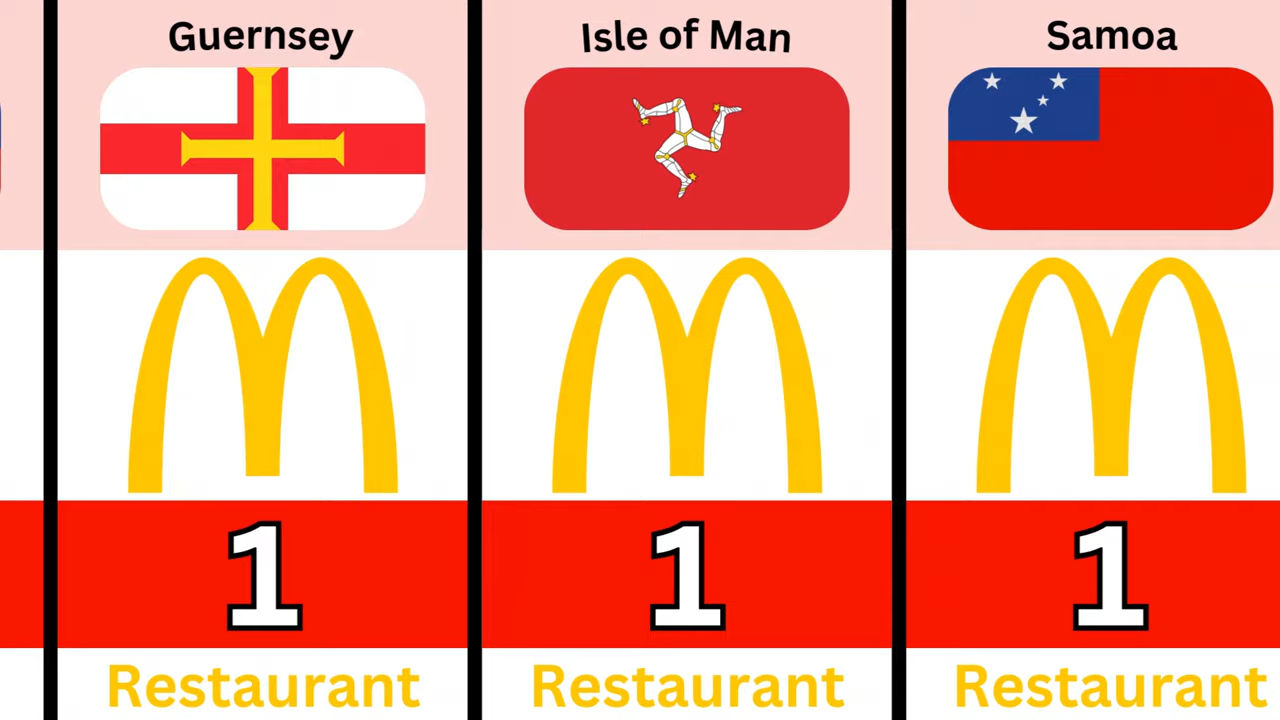 Guernsey
Isle of Man
Samoa
1
1
1
Restaurant
Restaurant
Restaurant